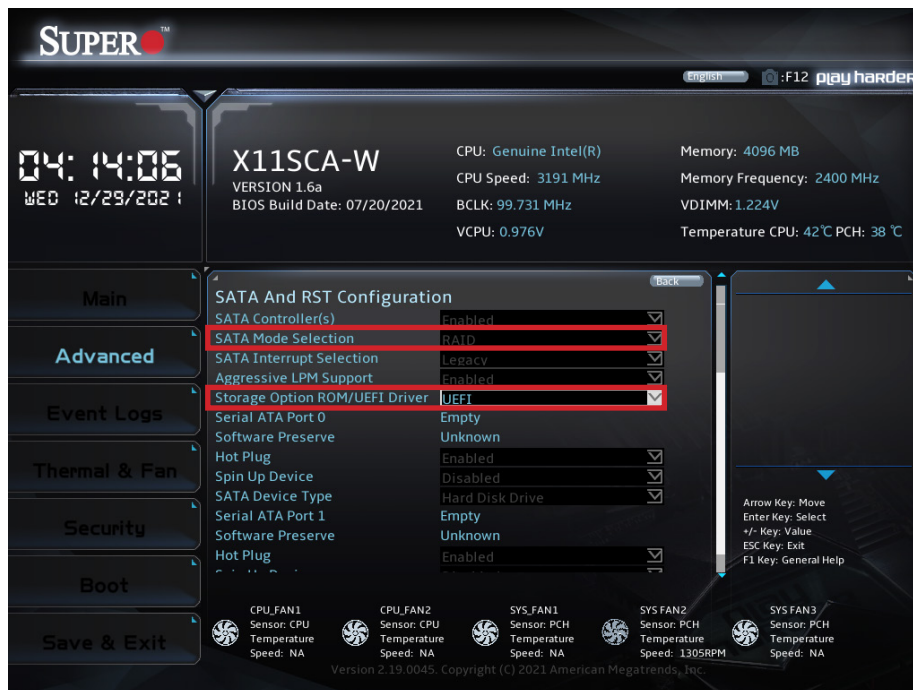 SUPER TM
English :F12 play harder
04:14:06
WED 12/29/2021
X11SCA-W
VERSION 1.6a
BIOS Build Date: 07/20/2021
CPU: Genuine Intel(R)
CPU Speed: 3191 MHz
BCLK: 99.731 MHz
VCPU: 0.976V
Memory: 4096 MB
Memory Frequency: 2400 MHz
VDIMM:1.224V
Temperature CPU: 42℃ PCH: 38 ℃
Main
Advanced
Event Logs
Thermal & Fan
Security
Boot
Save & Exit
Back
SATA And RST Configuration
SATA Controller(s) Enabled
SATA Mode Selection RAID
SATA Interrupt Selection Legacy
Aggressive LPM Support Enabled
Storage Option ROM/UEFI Driver UEFI
Serial ATA Port 0 Empty
Software Preserve Unknown
Hot Plug Enabled
Spin Up Device Disabled
SATA Device Type Hard Disk Drive
Serial ATA Port 1 Empty
Software Preserve Unknown
Hot Plug Enabled
Arrow Key: Move
Enter Key: Select
+/- Key: Value
ESC Key: Exit
F1 Key: General Help
CPU_FAN1
Sensor: CPU
Temperature
Speed: NA
CPU_FAN2
Sensor: CPU
Temperature
Speed: NA
SYS_FAN1
Sensor: PCH
Temperature
Speed: NA
SYS FAN2
Sensor: PCH
Temperature
Speed: 1305RPM
SYS FAN3
Sensor: PCH
Temperature
Speed: NA
Version 2.19.0045. Copyright (C) 2021 American Megatrends, Inc.